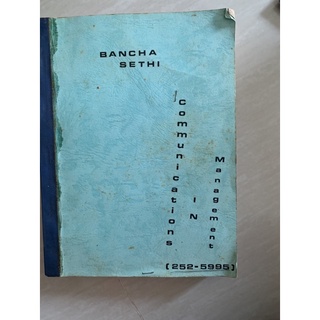 BANCHA
SETHI
Communications
IN
Management
(252-5995)